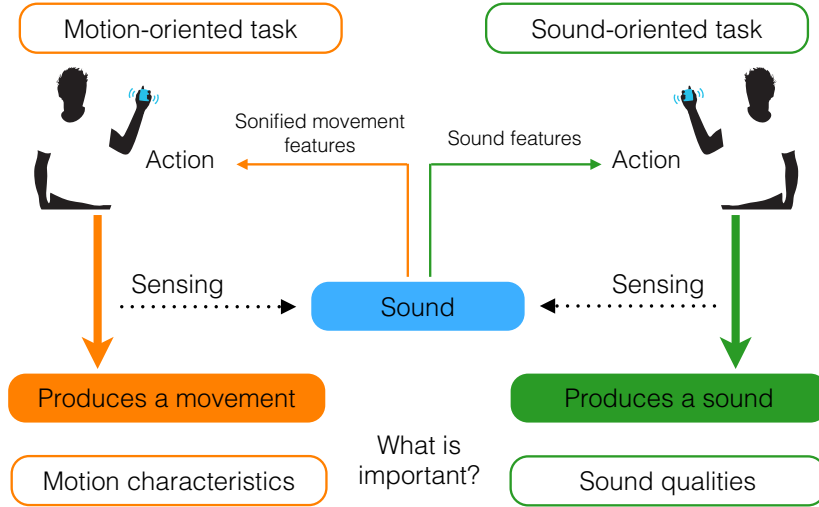 Motion-oriented task
Sound-oriented task
Sonified movement
features
Sound features
Action
Action
Sensing
Sensing
Sound
Produces a movement
Produces a sound
What is
important?
Motion characteristics
Sound qualities